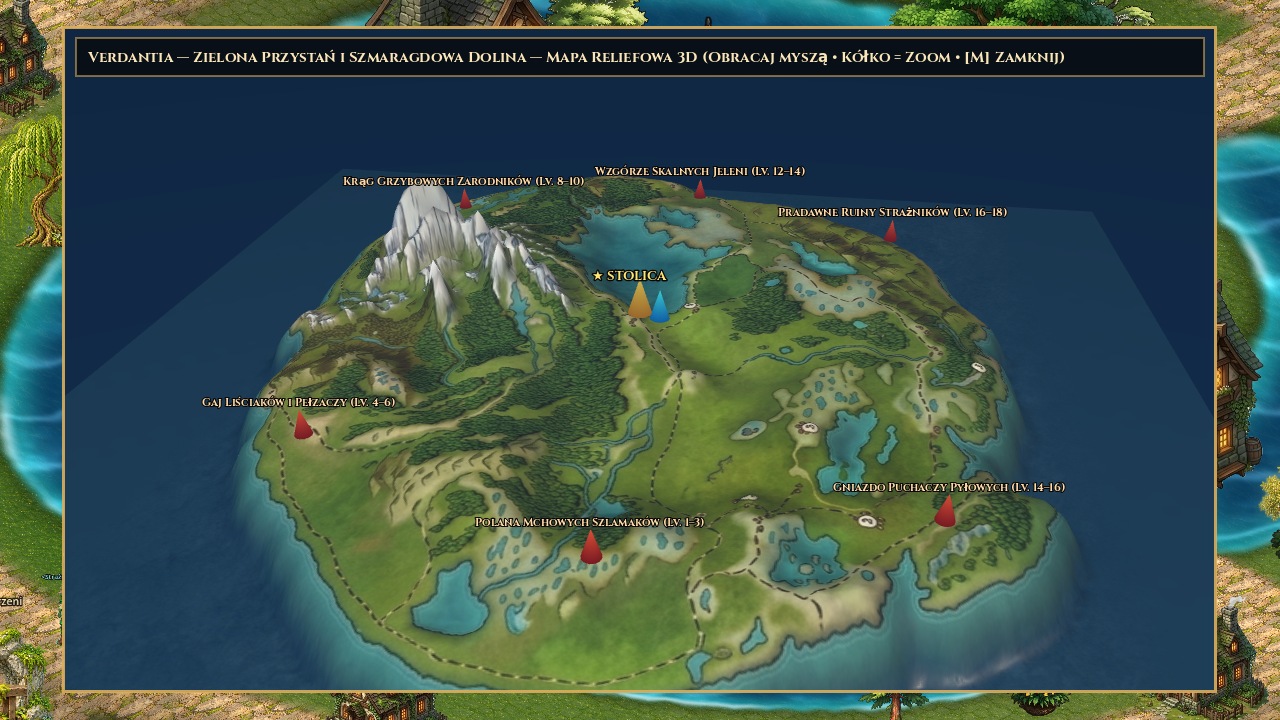 Verdantia — Zielona Przystań i Szmaragdowa Dolina — Mapa Reliefowa 3D (Obracaj myszą • Kółko = Zoom • [M] Zamknij)
Wzgórze Skalnych Jeleni (Lv. 12–14)
Krąg Grzybowych Zarodników (Lv. 8–10)
Pradawne Ruiny Strażników (Lv. 16–18)
★ STOLICA
Gaj Liściaków i Pełzaczy (Lv. 4–6)
Gniazdo Puchaczy Pyłowych (Lv. 14–16)
Polana Mchowych Szlamaków (Lv. 1–3)
rzeni